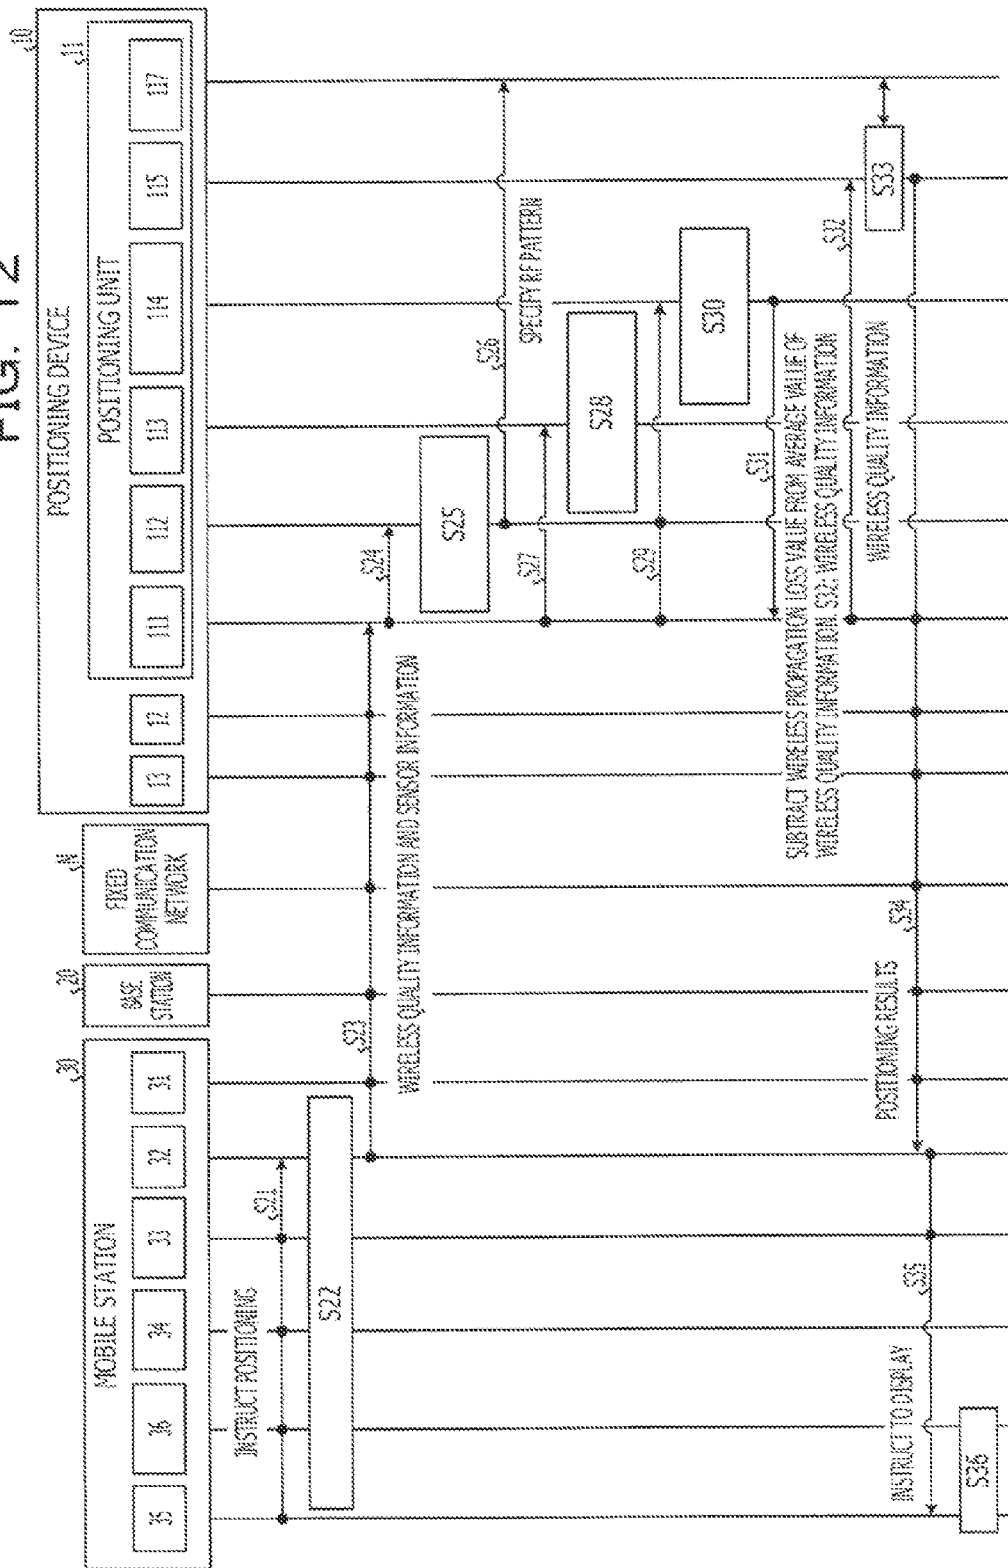 FIG. 12
POSITIONING DEVICE
10
POSITIONING UNIT
11
MOBILE STATION
30
BASE
STATION
20
FIXED
COMMUNICATION
NETWORK
N
35
36
34
33
32
31
13
12
111
112
113
114
115
117
INSTRUCT POSITIONING
S21
S22
S23
WIRELESS QUALITY INFORMATION AND SENSOR INFORMATION
S24
S25
S26
SPECIFY RF PATTERN
S27
S28
S29
S30
S31
SUBTRACT WIRELESS PROPAGATION LOSS VALUE FROM AVERAGE VALUE OF
WIRELESS QUALITY INFORMATION S32: WIRELESS QUALITY INFORMATION
S32
WIRELESS QUALITY INFORMATION
S33
POSITIONING RESULTS
S34
INSTRUCT TO DISPLAY
S35
S36